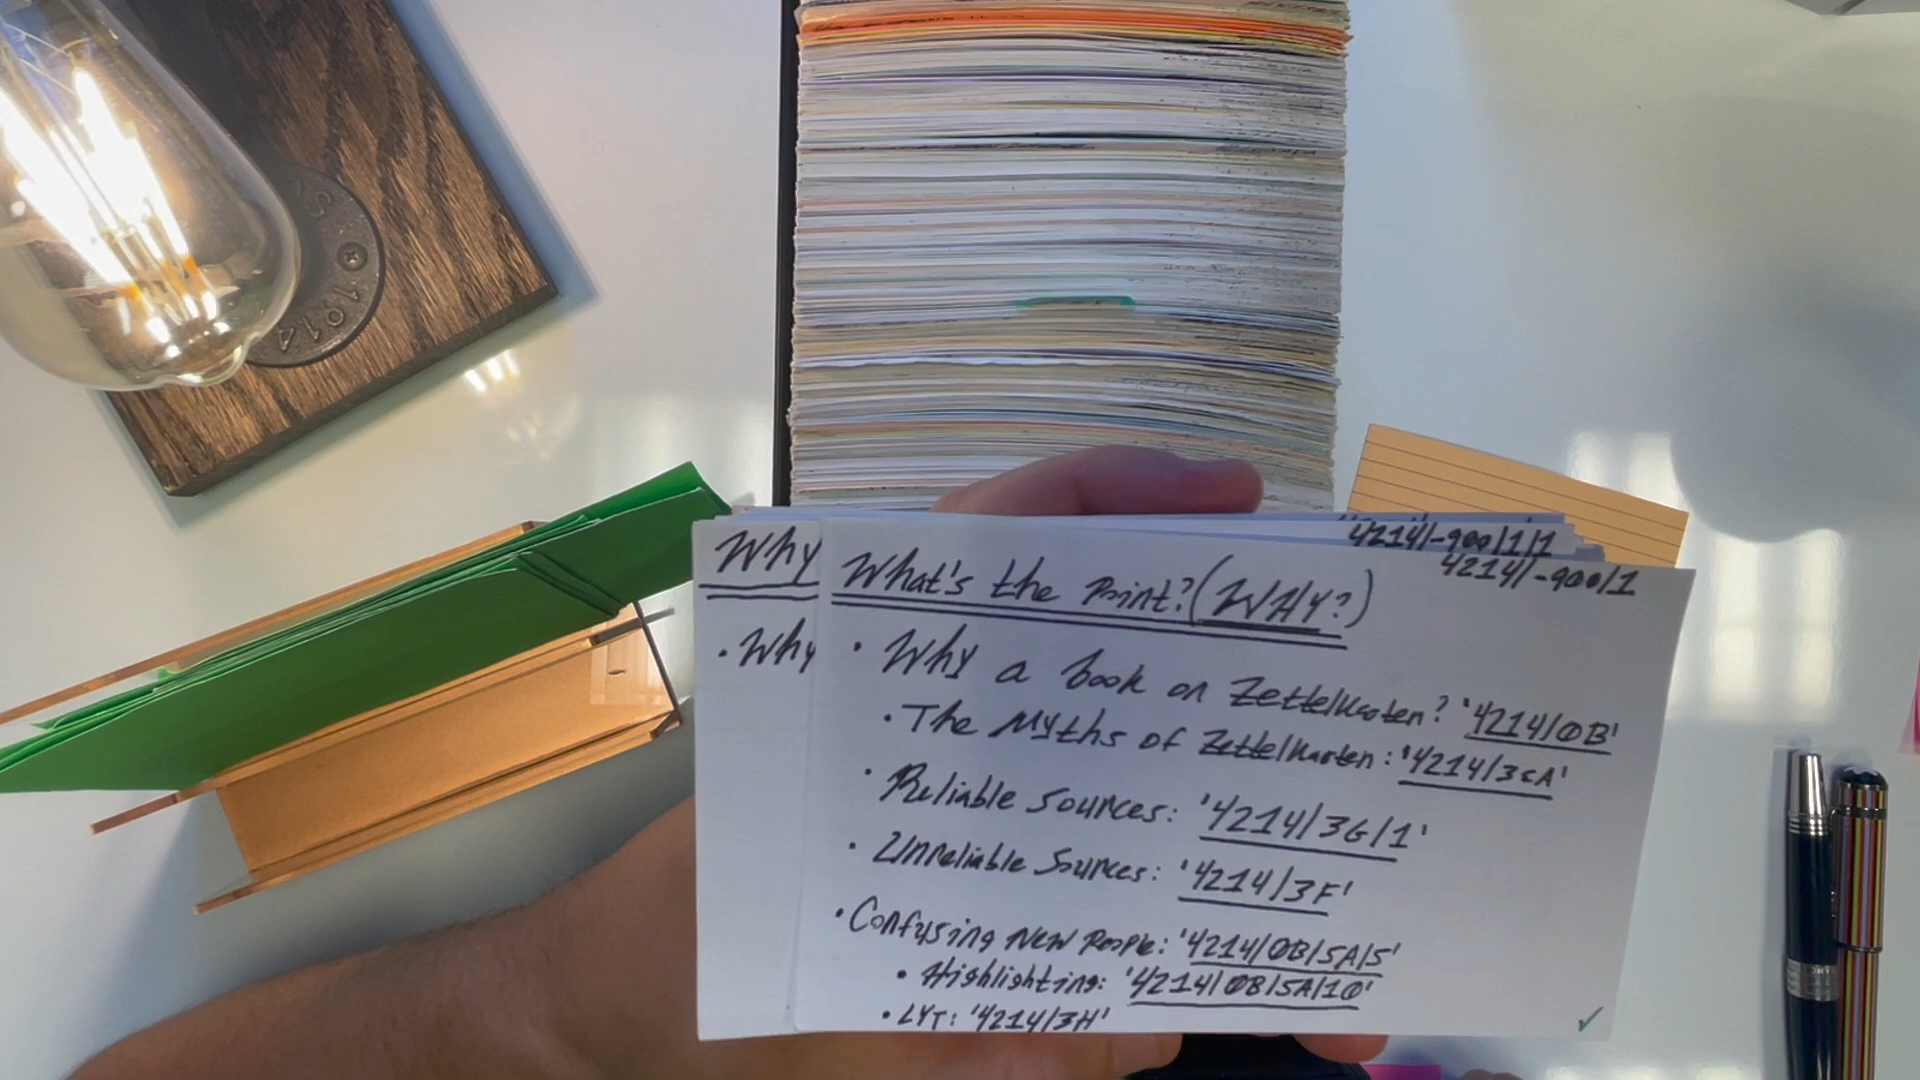 S 1914
4214/-900/1/1
4214/-900/1
Why
• Why
What's the Point? (WHY?)
• Why a book on Zettelkasten? '4214/0B'
• The Myths of Zettelkasten: '4214/3CA'
• Reliable Sources: '4214/3G/1'
• Unreliable Sources: '4214/3F'
• Confusing New People: '4214/0B/5A/5'
• Highlighting: '4214/0B/5A/10'
• LYT: '4214/3H'